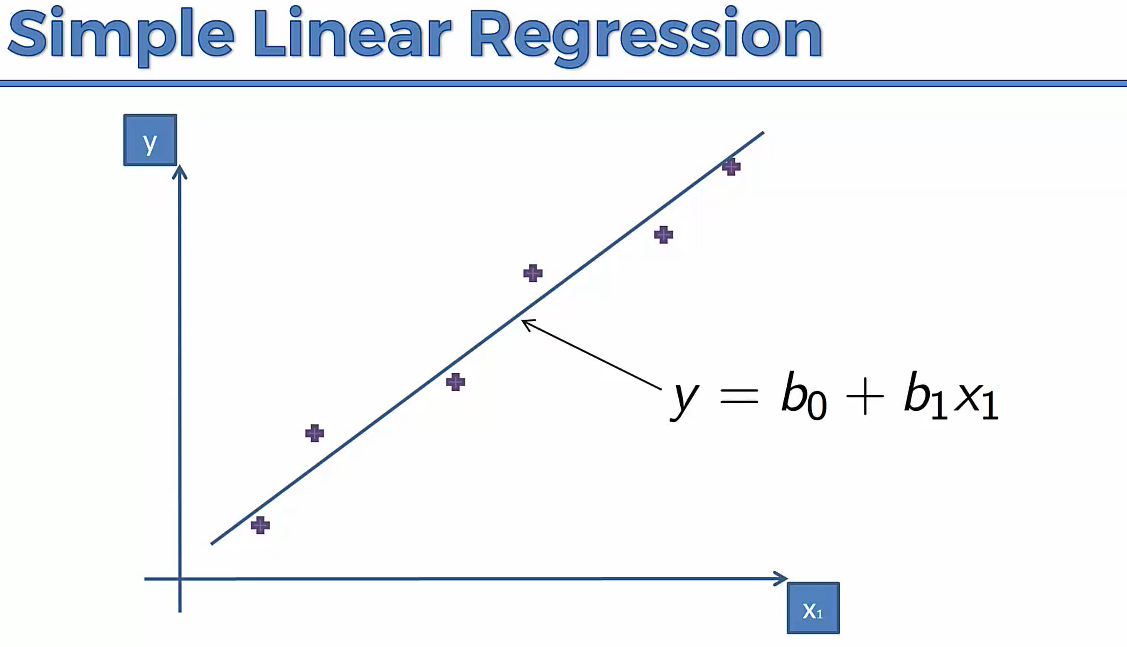 Simple Linear Regression
y
y = b₀ + b₁x₁
x₁